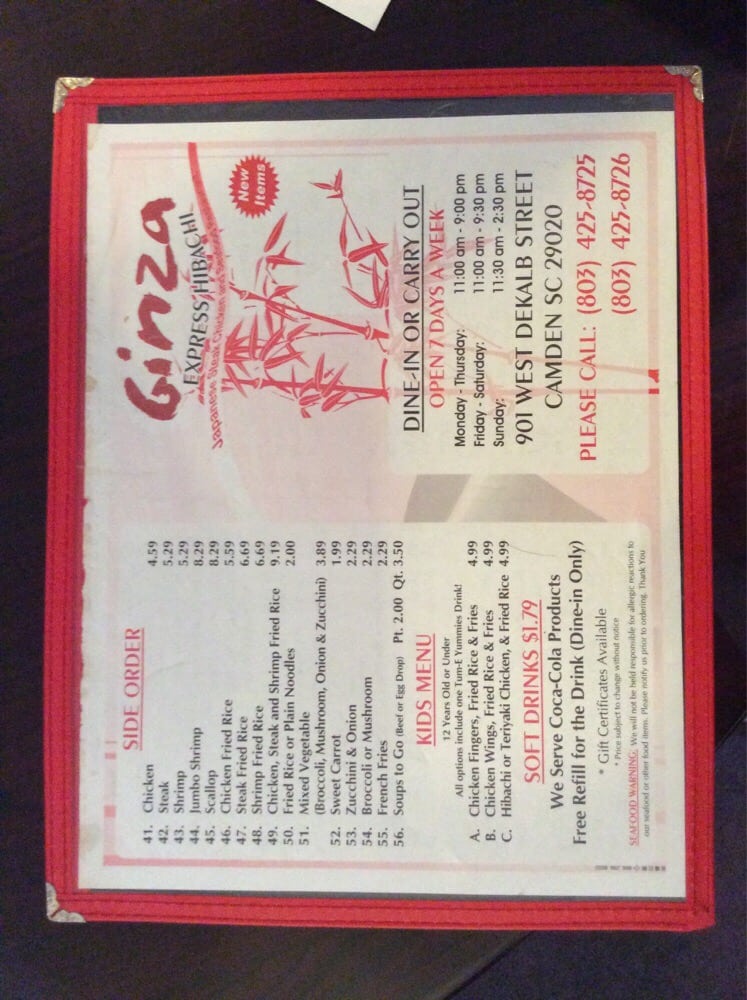 SIDE ORDER
41. Chicken 4.59
42. Steak 5.29
43. Shrimp 5.29
44. Jumbo Shrimp 8.29
45. Scallop 8.29
46. Chicken Fried Rice 5.59
47. Steak Fried Rice 6.69
48. Shrimp Fried Rice 6.69
49. Chicken, Steak and Shrimp Fried Rice 9.19
50. Fried Rice or Plain Noodles 2.00
51. Mixed Vegetable
(Broccoli, Mushroom, Onion & Zucchini) 3.89
52. Sweet Carrot 1.99
53. Zucchini & Onion 2.29
54. Broccoli or Mushroom 2.29
55. French Fries 2.29
56. Soups to Go (Beef or Egg Drop) Pt. 2.00 Qt. 3.50
KIDS MENU
12 Years Old or Under
All options include one Tum-E Yummies Drink!
A. Chicken Fingers, Fried Rice & Fries 4.99
B. Chicken Wings, Fried Rice & Fries 4.99
C. Hibachi or Teriyaki Chicken, & Fried Rice 4.99
SOFT DRINKS $1.79
We Serve Coca-Cola Products
Free Refill for the Drink (Dine-in Only)
* Gift Certificates Available
* Price subject to change without notice
SEAFOOD WARNING: We will not be held responsible for allergic reactions to
our seafood or other food items. Please notify us prior to ordering. Thank You
Ginza
EXPRESS HIBACHI
Japanese Steak Chicken and
New
Items
DINE-IN OR CARRY OUT
OPEN 7 DAYS A WEEK
Monday - Thursday: 11:00 am - 9:00 pm
Friday - Saturday: 11:00 am - 9:30 pm
Sunday: 11:30 am - 2:30 pm
901 WEST DEKALB STREET
CAMDEN SC 29020
PLEASE CALL: (803) 425-8725
(803) 425-8726